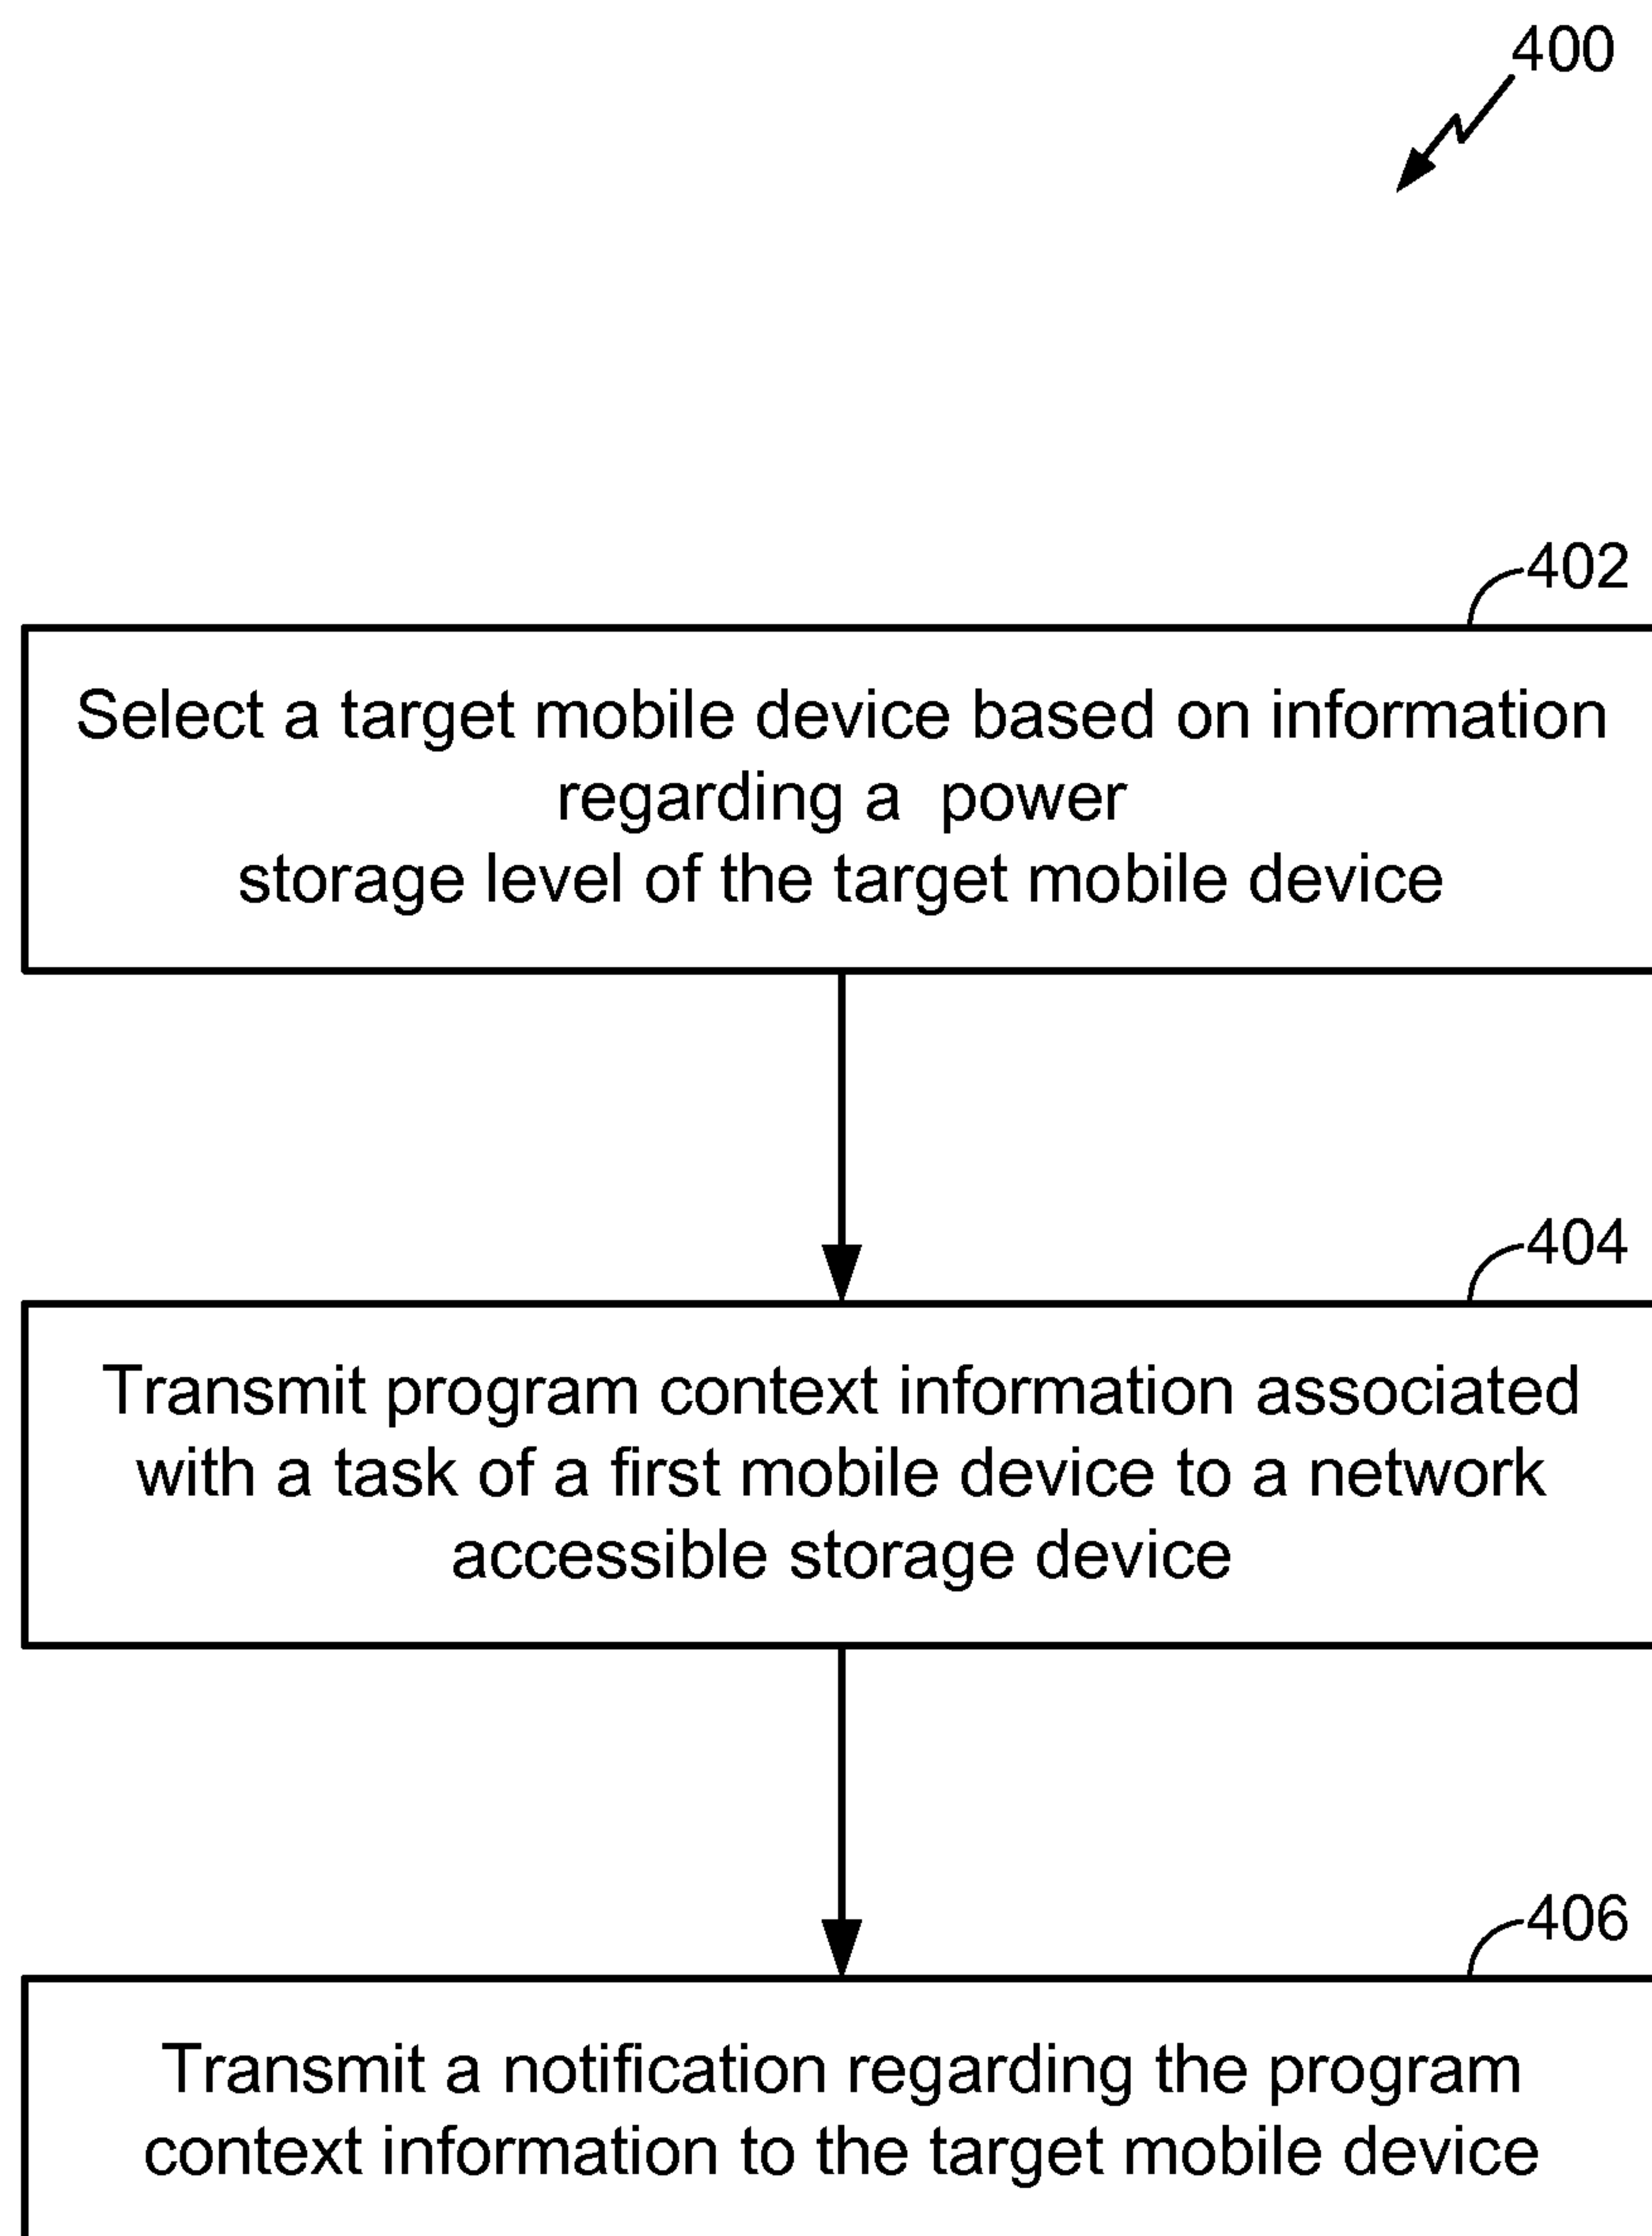 400
402
Select a target mobile device based on information
regarding a power
storage level of the target mobile device
404
Transmit program context information associated
with a task of a first mobile device to a network
accessible storage device
406
Transmit a notification regarding the program
context information to the target mobile device